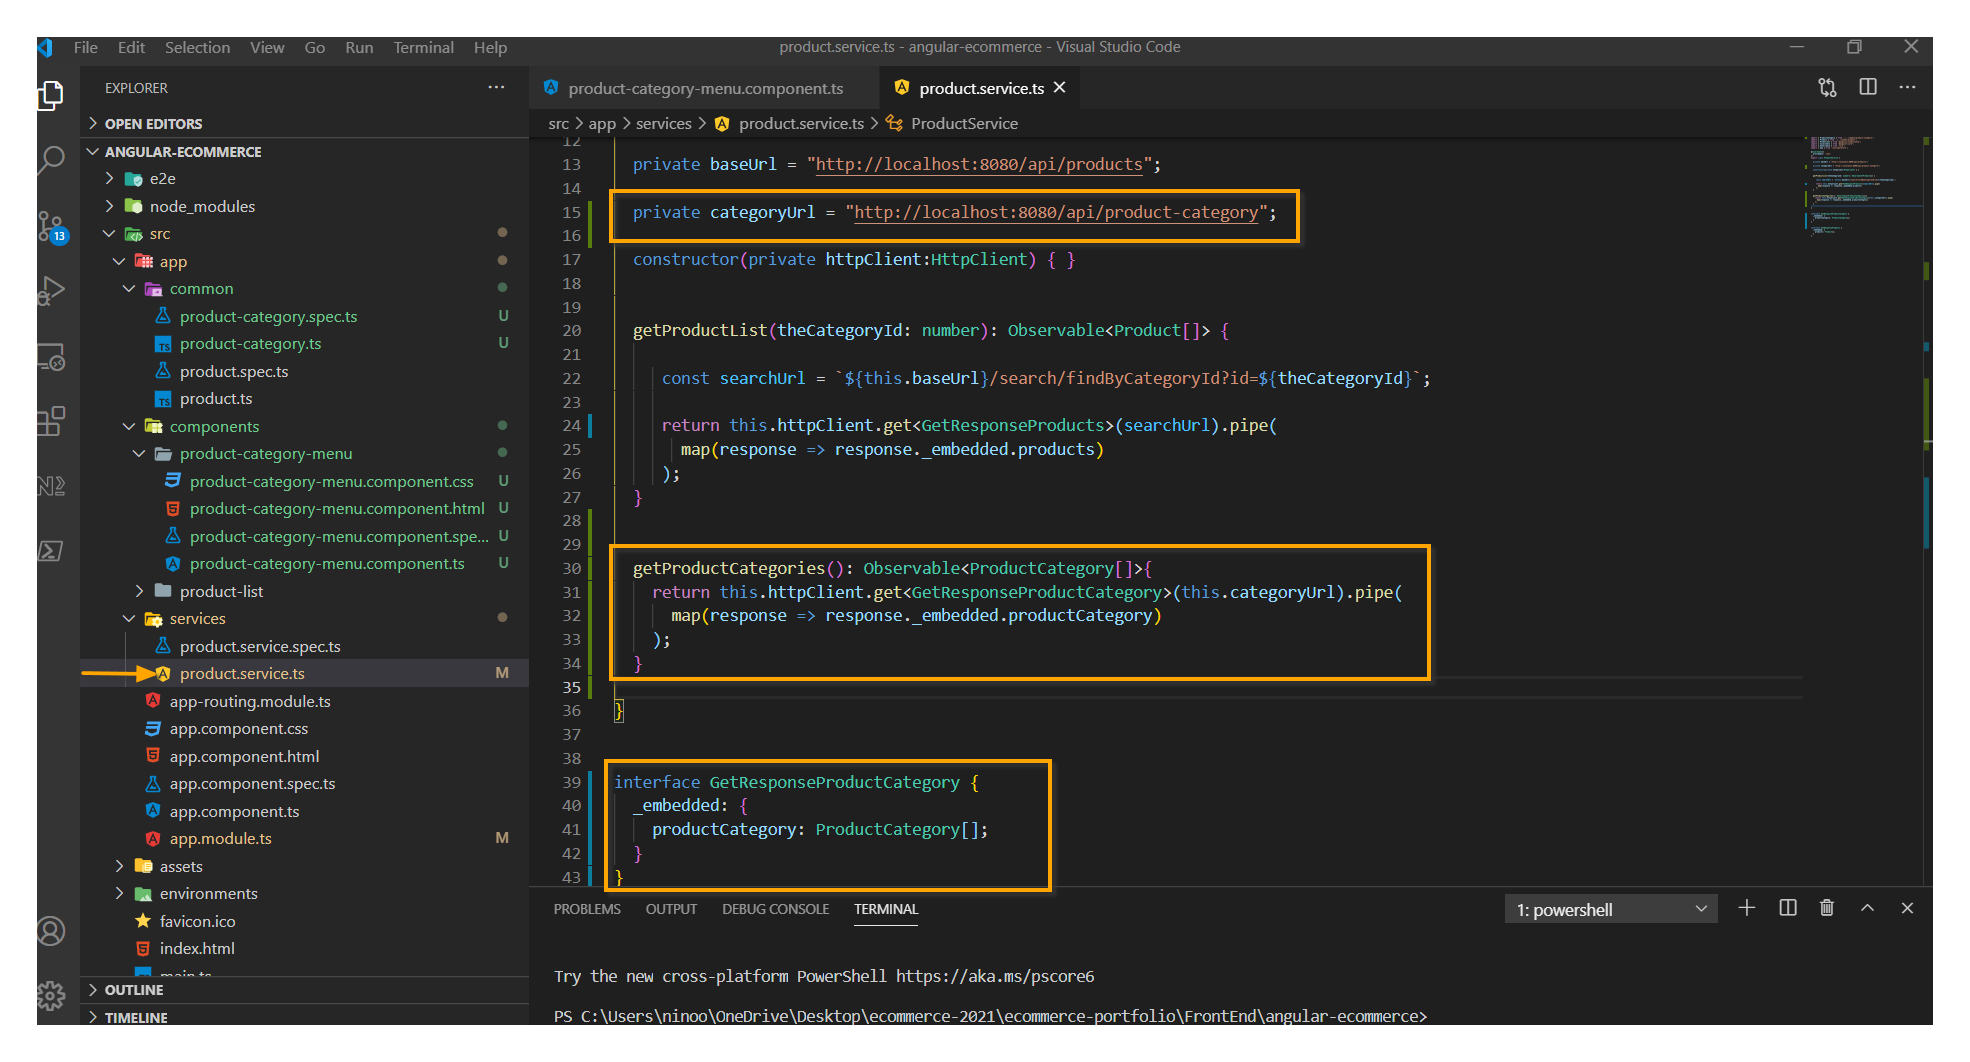 File Edit Selection View Go Run Terminal Help
product.service.ts - angular-ecommerce - Visual Studio Code
EXPLORER
OPEN EDITORS
ANGULAR-ECOMMERCE
e2e
node_modules
src
app
common
product-category.spec.ts U
product-category.ts U
product.spec.ts
product.ts
components
product-category-menu
product-category-menu.component.css U
product-category-menu.component.html U
product-category-menu.component.spe... U
product-category-menu.component.ts U
product-list
services
product.service.spec.ts
product.service.ts M
app-routing.module.ts
app.component.css
app.component.html
app.component.spec.ts
app.component.ts
app.module.ts M
assets
environments
favicon.ico
index.html
main.ts
OUTLINE
TIMELINE
13
product-category-menu.component.ts
product.service.ts
src > app > services > product.service.ts > ProductService
12
13 private baseUrl = "http://localhost:8080/api/products";
14
15 private categoryUrl = "http://localhost:8080/api/product-category";
16
17 constructor(private httpClient:HttpClient) { }
18
19
20 getProductList(theCategoryId: number): Observable<Product[]> {
21
22 const searchUrl = `${this.baseUrl}/search/findByCategoryId?id=${theCategoryId}`;
23
24 return this.httpClient.get<GetResponseProducts>(searchUrl).pipe(
25 map(response => response._embedded.products)
26 );
27 }
28
29
30 getProductCategories(): Observable<ProductCategory[]>{
31 return this.httpClient.get<GetResponseProductCategory>(this.categoryUrl).pipe(
32 map(response => response._embedded.productCategory)
33 );
34 }
35
36 }
37
38
39 interface GetResponseProductCategory {
40 _embedded: {
41 productCategory: ProductCategory[];
42 }
43 }
PROBLEMS OUTPUT DEBUG CONSOLE TERMINAL
1: powershell
Try the new cross-platform PowerShell https://aka.ms/pscore6
PS C:\Users\ninoo\OneDrive\Desktop\ecommerce-2021\ecommerce-portfolio\FrontEnd\angular-ecommerce>